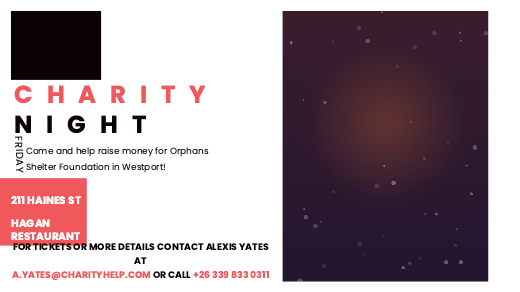 CHARITY
NIGHT
FRIDAY
Come and help raise money for Orphans
Shelter Foundation in Westport!
211 HAINES ST
HAGAN
RESTAURANT
FOR TICKETS OR MORE DETAILS CONTACT ALEXIS YATES
AT
A.YATES@CHARITYHELP.COM OR CALL +26 339 833 0311